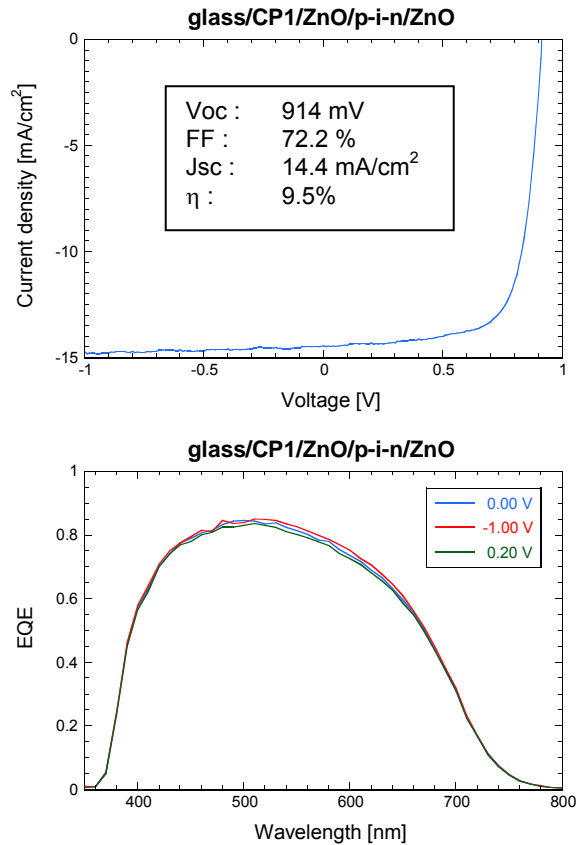 glass/CP1/ZnO/p-i-n/ZnO
0
-5
-10
-15
Current density [mA/cm²]
Voc : 914 mV
FF : 72.2 %
Jsc : 14.4 mA/cm²
η : 9.5%
-1 -0.5 0 0.5 1
Voltage [V]
glass/CP1/ZnO/p-i-n/ZnO
1
0.8
0.6
0.4
0.2
0
EQE
0.00 V
-1.00 V
0.20 V
400 500 600 700 800
Wavelength [nm]